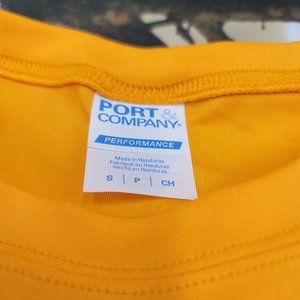 PORT &
COMPANY®
PERFORMANCE
Made in Honduras
Fabriqué au Honduras
Hecho en Honduras
S | P | CH